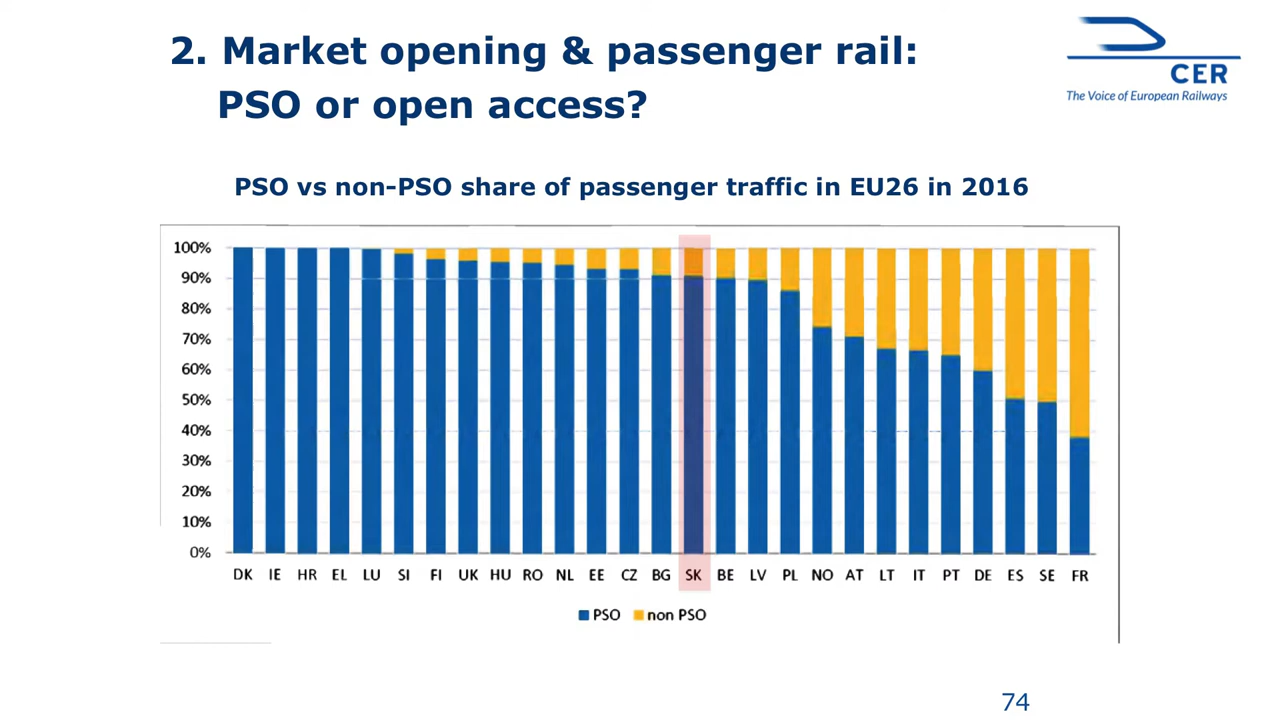 2. Market opening & passenger rail:
PSO or open access?
CER
The Voice of European Railways
PSO vs non-PSO share of passenger traffic in EU26 in 2016
100%
90%
80%
70%
60%
50%
40%
30%
20%
10%
0%
DK IE HR EL LU SI FI UK HU RO NL EE CZ BG SK BE LV PL NO AT LT IT PT DE ES SE FR
PSO non PSO
74